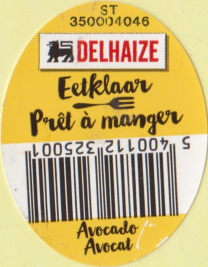 ST
350004046
DELHAIZE
Eetklaar
Prêt à manger
5 400112 325001
Avocado
Avocat